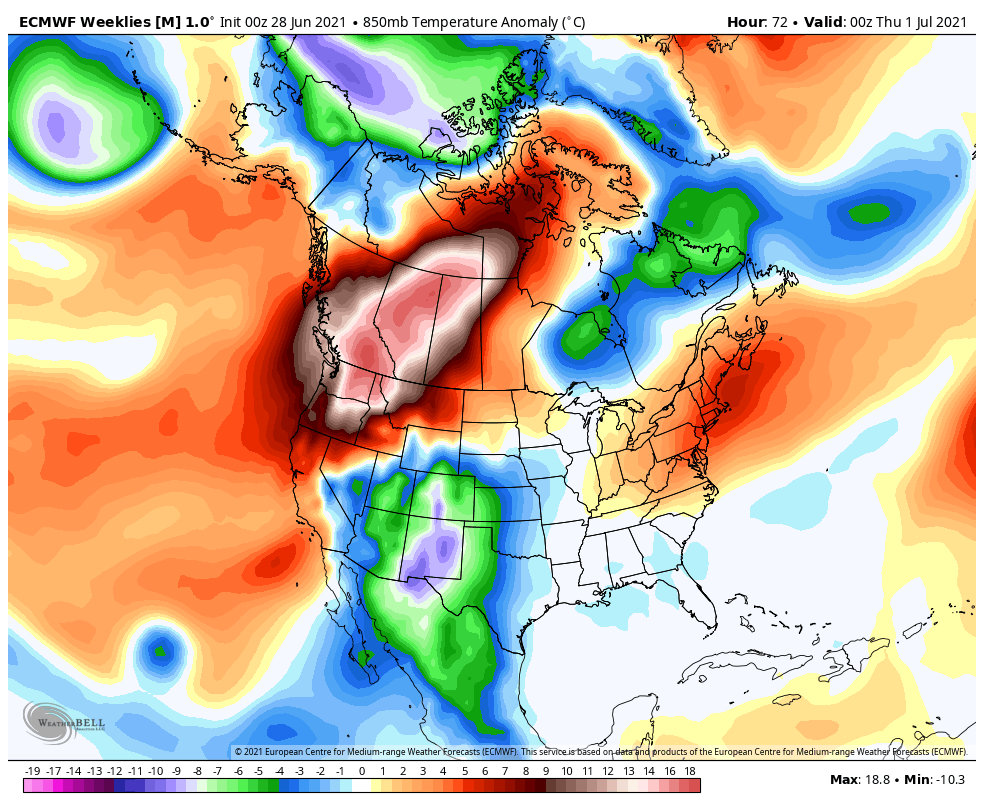 ECMWF Weeklies [M] 1.0° Init 00z 28 Jun 2021 • 850mb Temperature Anomaly (°C)
Hour: 72 • Valid: 00z Thu 1 Jul 2021
WEATHERBELL
© 2021 European Centre for Medium-range Weather Forecasts (ECMWF). This service is based on data and products of the European Centre for Medium-range Weather Forecasts (ECMWF).
-19 -17 -14 -13 -12 -11 -10 -9 -8 -7 -6 -5 -4 -3 -2 -1 0 1 2 3 4 5 6 7 8 9 10 11 12 13 14 16 18
Max: 18.8 • Min: -10.3